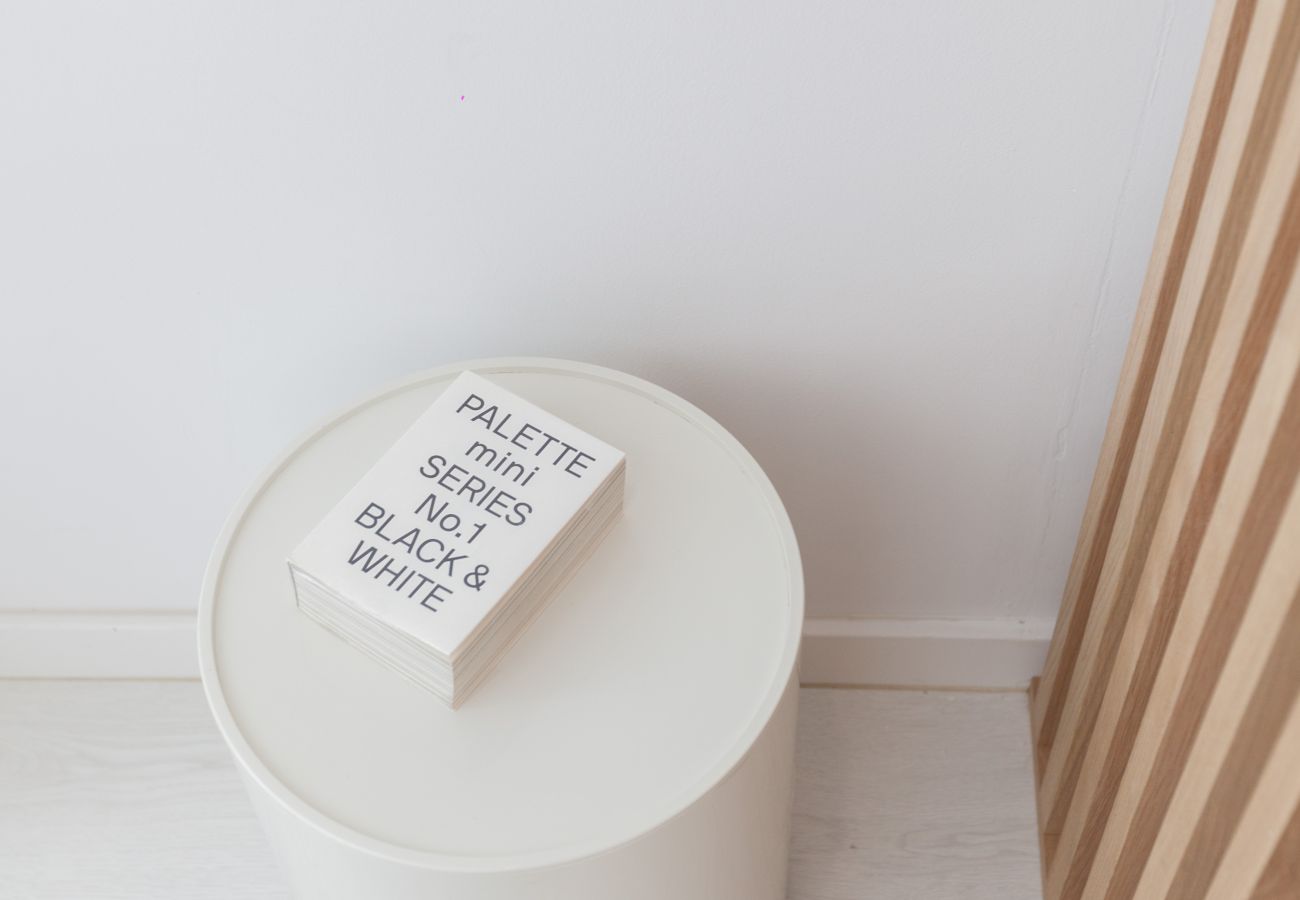 PALETTE
mini
SERIES
No.1
BLACK &
WHITE